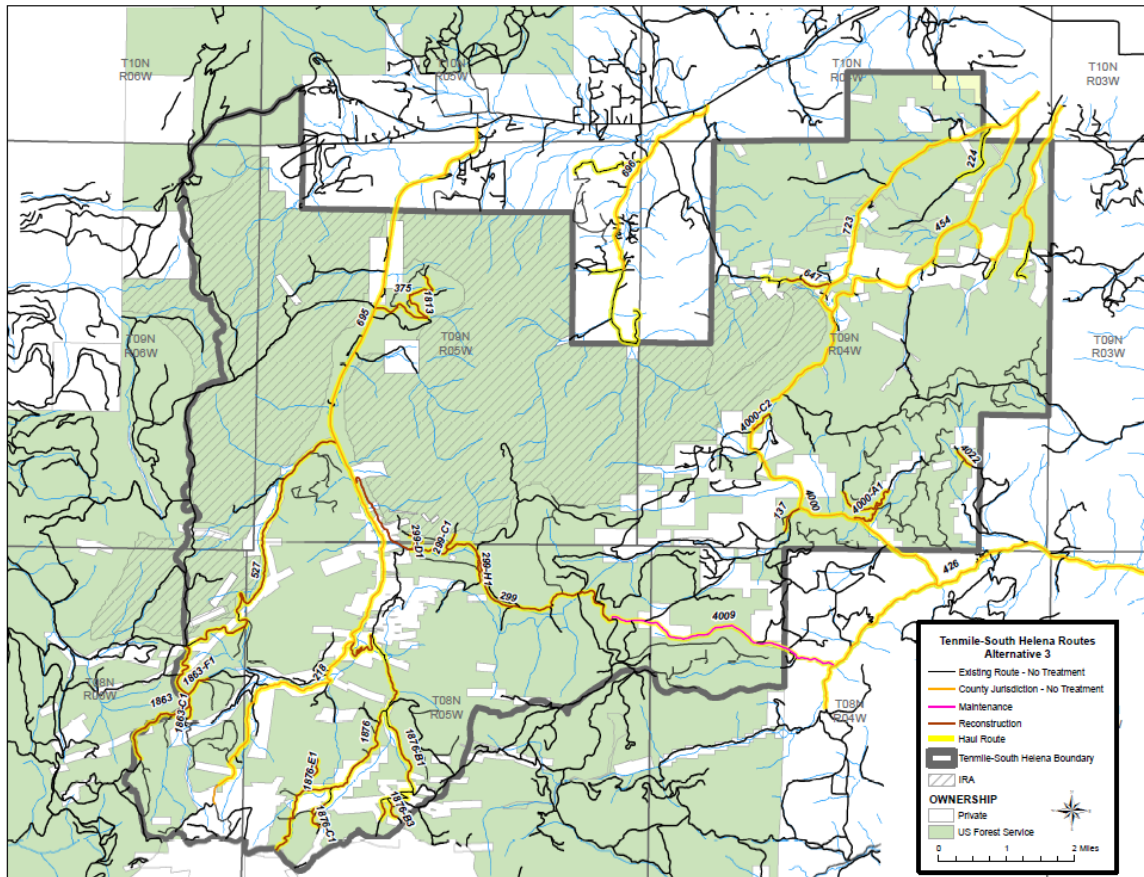 T10N
R06W
T10N
R05W
T10N
T10N
R03W
696
224
723
454
647
375
1813
695
T09N
R06W
T09N
R05W
T09N
R04W
T09N
R03W
4000-C2
4022
4000-A1
4000
137
299-C1
299-D1
299-H1
527
299
426
4009
1863-F1
218
1863
T08N
1863-C1
T08N
R05W
T08N
R04W
1876
1876-B1
1876-E1
1876-B3
1876-C1
Tenmile-South Helena Routes
Alternative 3
Existing Route - No Treatment
County Jurisdiction - No Treatment
Maintenance
Reconstruction
Haul Route
Tenmile-South Helena Boundary
IRA
OWNERSHIP
Private
US Forest Service
0 1 2 Miles